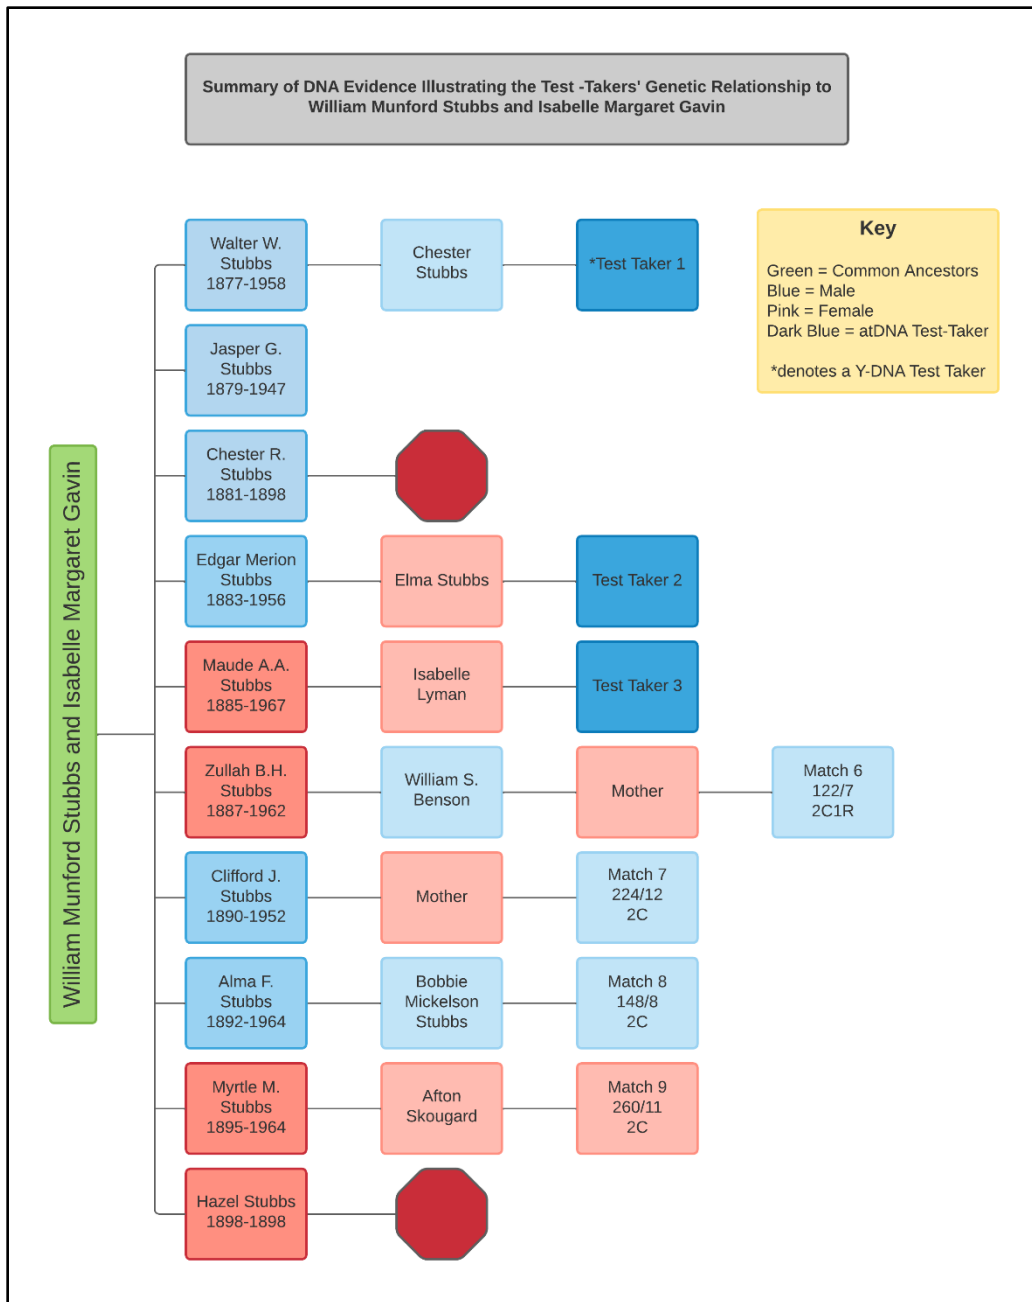 Summary of DNA Evidence Illustrating the Test -Takers' Genetic Relationship to
William Munford Stubbs and Isabelle Margaret Gavin
Key
Green = Common Ancestors
Blue = Male
Pink = Female
Dark Blue = atDNA Test-Taker
*denotes a Y-DNA Test Taker
William Munford Stubbs and Isabelle Margaret Gavin
Walter W.
Stubbs
1877-1958
Chester
Stubbs
*Test Taker 1
Jasper G.
Stubbs
1879-1947
Chester R.
Stubbs
1881-1898
Edgar Merion
Stubbs
1883-1956
Elma Stubbs
Test Taker 2
Maude A.A.
Stubbs
1885-1967
Isabelle
Lyman
Test Taker 3
Zullah B.H.
Stubbs
1887-1962
William S.
Benson
Mother
Match 6
122/7
2C1R
Clifford J.
Stubbs
1890-1952
Mother
Match 7
224/12
2C
Alma F.
Stubbs
1892-1964
Bobbie
Mickelson
Stubbs
Match 8
148/8
2C
Myrtle M.
Stubbs
1895-1964
Afton
Skougard
Match 9
260/11
2C
Hazel Stubbs
1898-1898